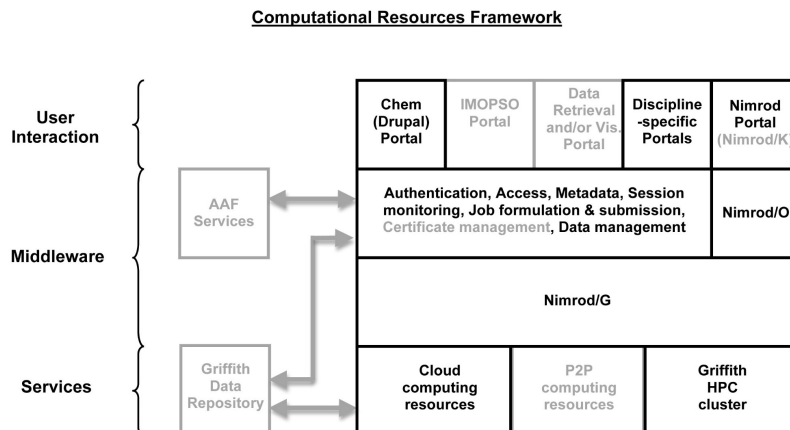 Computational Resources Framework
User
Interaction
Chem
(Drupal)
Portal
IMOPSO
Portal
Data
Retrieval
and/or Vis.
Portal
Discipline
-specific
Portals
Nimrod
Portal
(Nimrod/K)
Middleware
AAF
Services
Authentication, Access, Metadata, Session
monitoring, Job formulation & submission,
Certificate management, Data management
Nimrod/O
Nimrod/G
Services
Griffith
Data
Repository
Cloud
computing
resources
P2P
computing
resources
Griffith
HPC
cluster